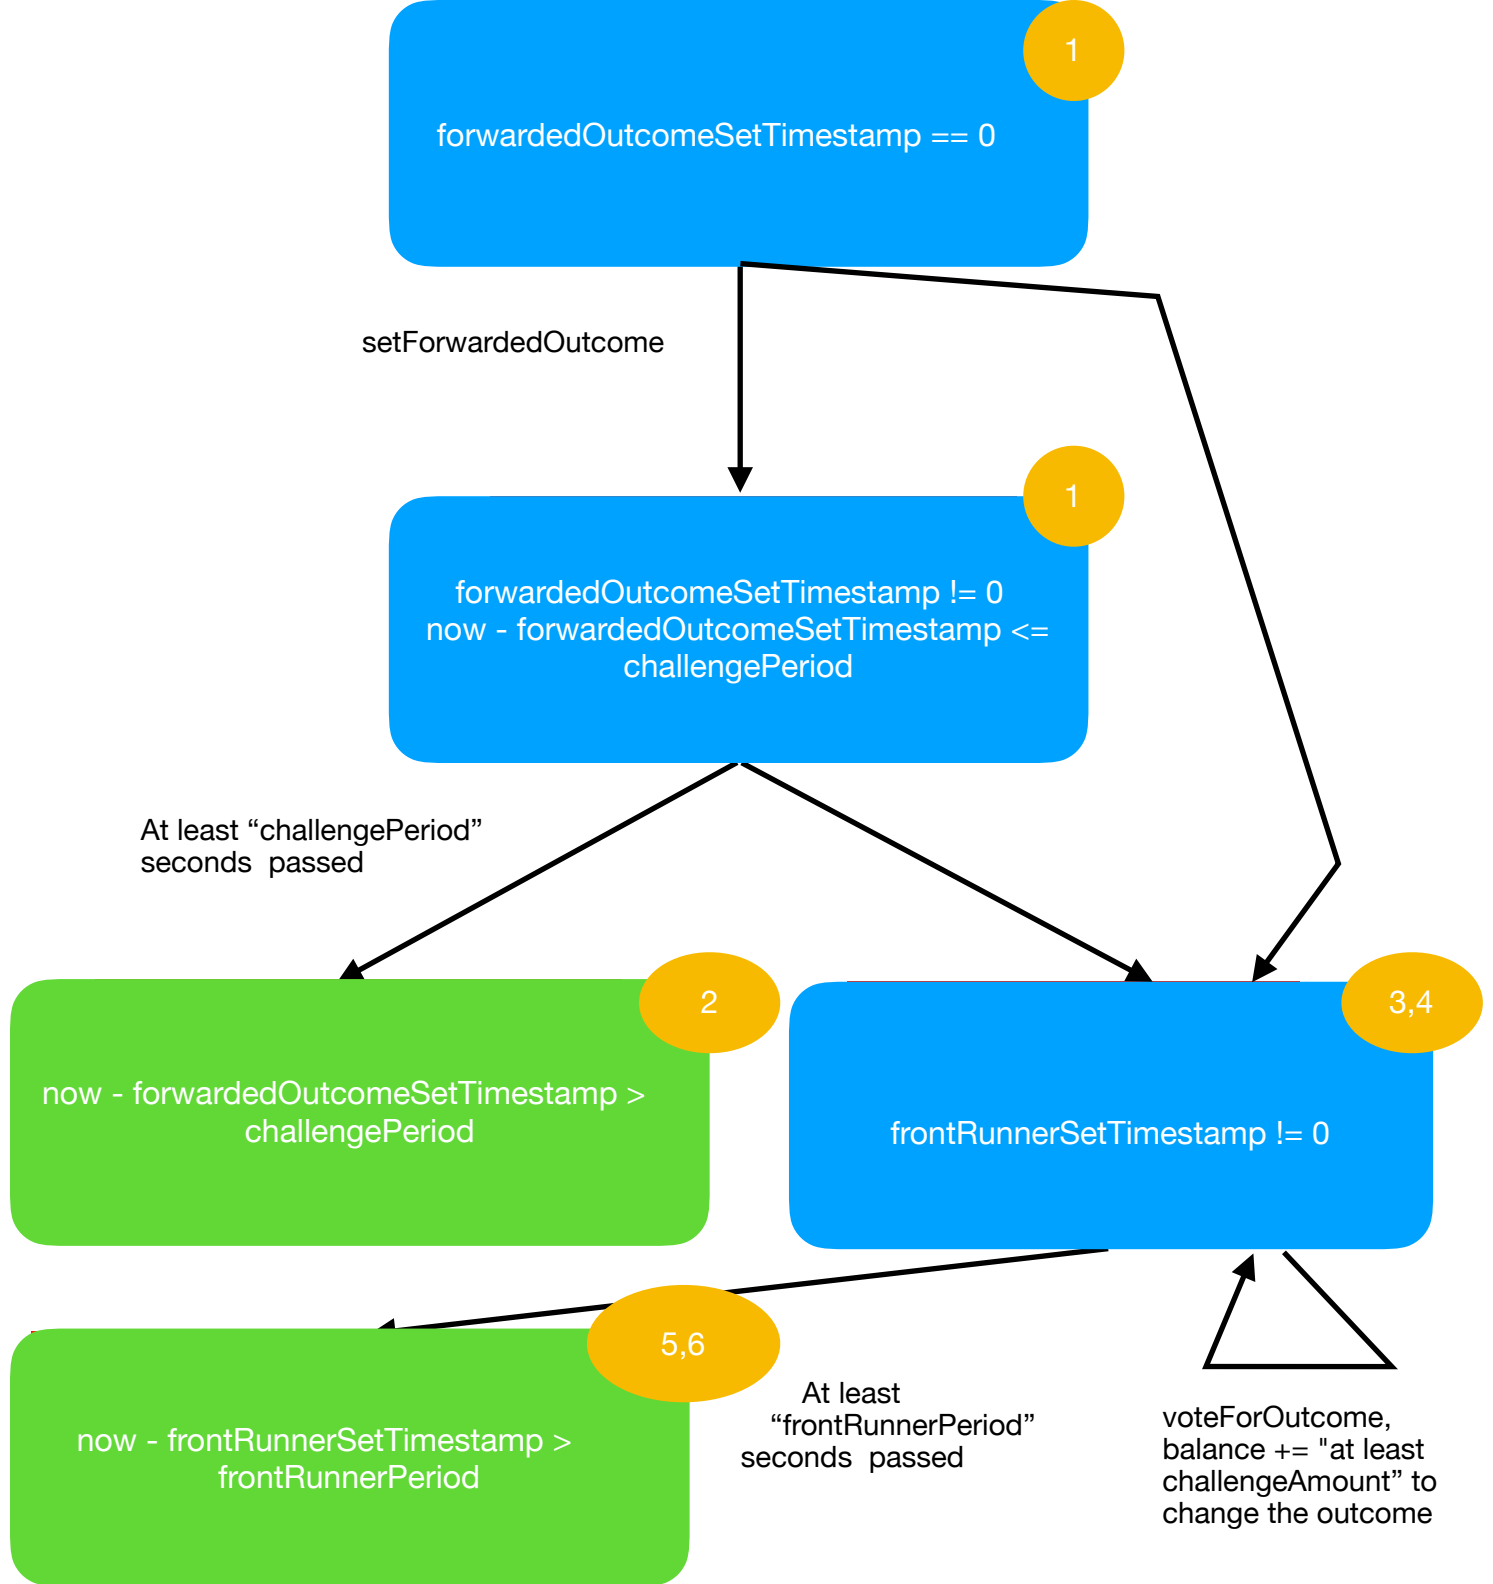 1
forwardedOutcomeSetTimestamp == 0
setForwardedOutcome
1
forwardedOutcomeSetTimestamp != 0
now - forwardedOutcomeSetTimestamp <=
challengePeriod
At least “challengePeriod”
seconds  passed
2
now - forwardedOutcomeSetTimestamp >
challengePeriod
3,4
frontRunnerSetTimestamp != 0
5,6
now - frontRunnerSetTimestamp >
frontRunnerPeriod
At least
“frontRunnerPeriod”
seconds  passed
voteForOutcome,
balance += "at least
challengeAmount” to
change the outcome